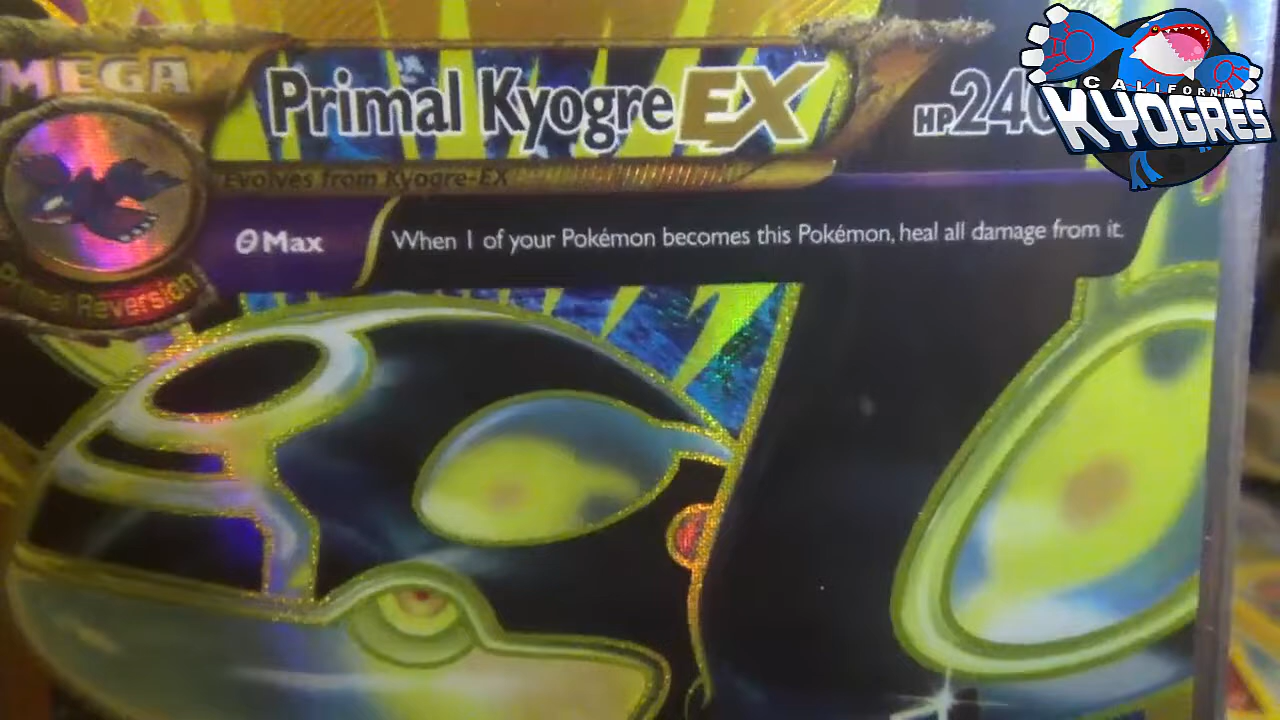 MEGA
Primal Kyogre EX
HP240
CALIFORNIA
KYOGRES
Evolves from Kyogre-EX
θ Max
When 1 of your Pokémon becomes this Pokémon, heal all damage from it.
Primal Reversion